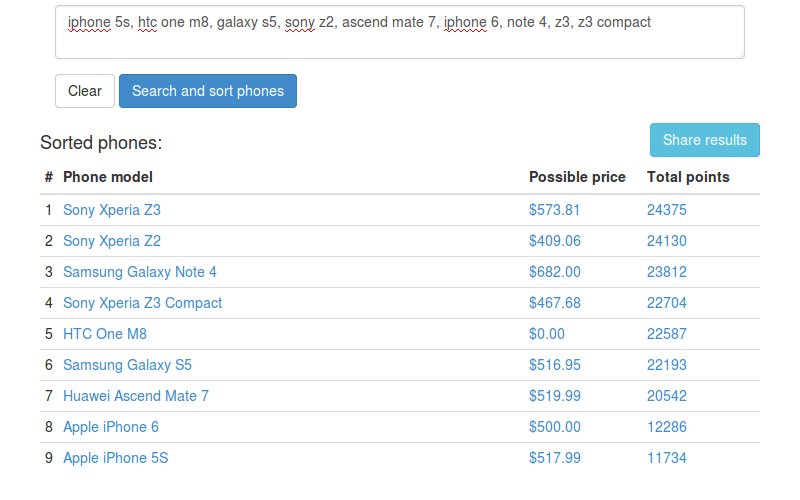 iphone 5s, htc one m8, galaxy s5, sony z2, ascend mate 7, iphone 6, note 4, z3, z3 compact
Clear Search and sort phones
Sorted phones: Share results
# Phone model Possible price Total points
1 Sony Xperia Z3 $573.81 24375
2 Sony Xperia Z2 $409.06 24130
3 Samsung Galaxy Note 4 $682.00 23812
4 Sony Xperia Z3 Compact $467.68 22704
5 HTC One M8 $0.00 22587
6 Samsung Galaxy S5 $516.95 22193
7 Huawei Ascend Mate 7 $519.99 20542
8 Apple iPhone 6 $500.00 12286
9 Apple iPhone 5S $517.99 11734